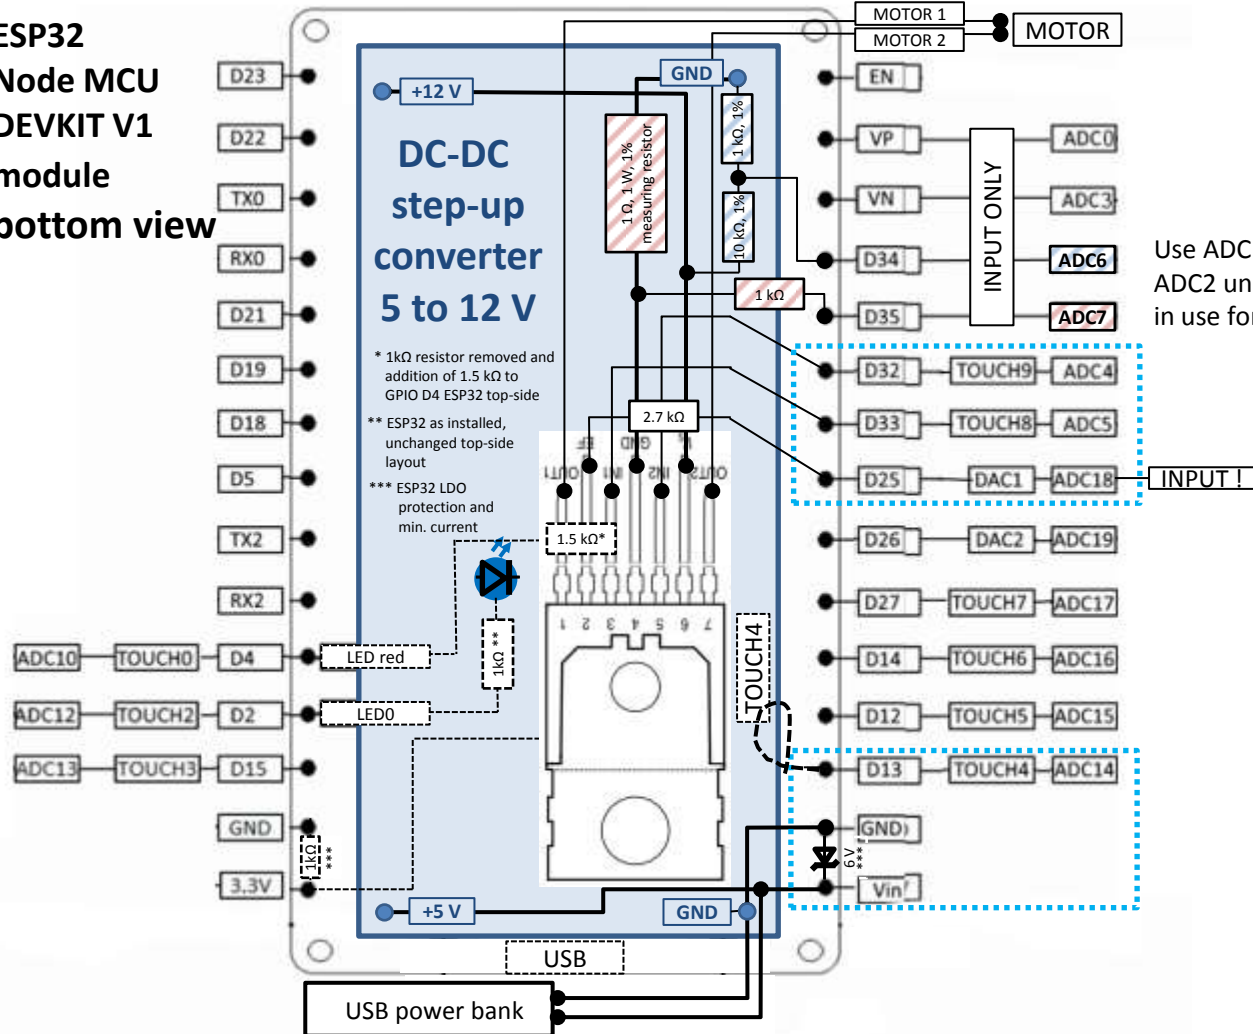 ESP32
Node MCU
DEVKIT V1
module
bottom view
MOTOR 1
MOTOR 2
MOTOR
D23
D22
TX0
RX0
D21
D19
D18
D5
TX2
RX2
ADC10 TOUCH0 D4
ADC12 TOUCH2 D2
ADC13 TOUCH3 D15
GND
3.3V
LED red
LED0
1kΩ
***
+12 V
GND
DC-DC
step-up
converter
5 to 12 V
1 Ω, 1 W, 1%
measuring resistor
1 kΩ, 1%
10 kΩ, 1%
1 kΩ
2.7 kΩ
* 1kΩ resistor removed and
addition of 1.5 kΩ to
GPIO D4 ESP32 top-side
** ESP32 as installed,
unchanged top-side
layout
*** ESP32 LDO
protection and
min. current
1kΩ **
1.5 kΩ*
OUT1
EF
IN1
GND
IN2
OUT2
1 2 3 4 5 6 7
TOUCH4
+5 V
GND
USB
USB power bank
EN
VP ADC0
VN ADC3
D34 ADC6
D35 ADC7
INPUT ONLY
Use ADC
ADC2 un
in use for
D32 TOUCH9 ADC4
D33 TOUCH8 ADC5
D25 DAC1 ADC18 INPUT !
D26 DAC2 ADC19
D27 TOUCH7 ADC17
D14 TOUCH6 ADC16
D12 TOUCH5 ADC15
D13 TOUCH4 ADC14
GND
6 V
***
Vin